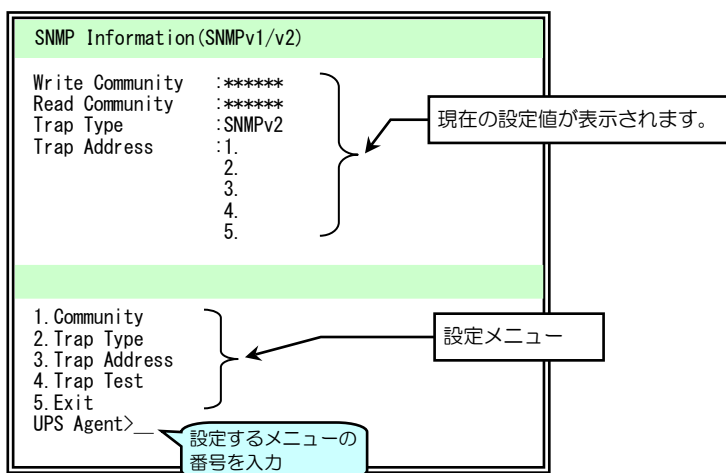 SNMP Information(SNMPv1/v2)
Write Community :******
Read Community :******
Trap Type :SNMPv2
Trap Address :1.
2.
3.
4.
5.
現在の設定値が表示されます。
1.Community
2.Trap Type
3.Trap Address
4.Trap Test
5.Exit
UPS Agent>__
設定メニュー
設定するメニューの
番号を入力